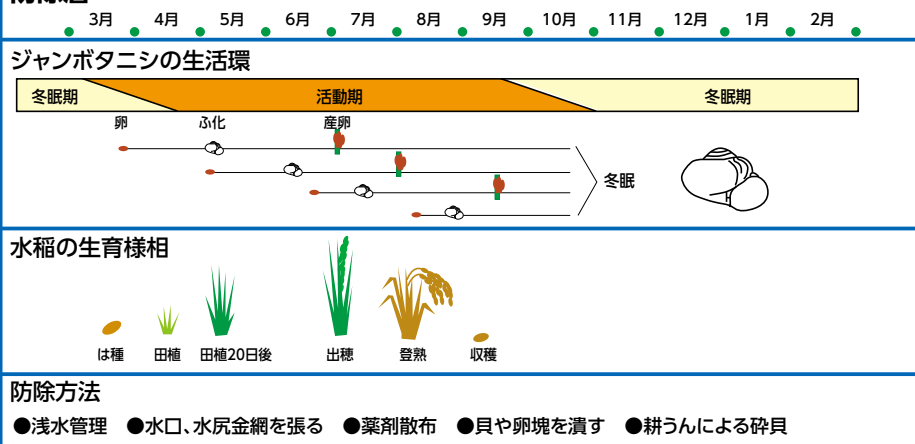 3月 4月 5月 6月 7月 8月 9月 10月 11月 12月 1月 2月
ジャンボタニシの生活環
冬眠期 活動期 冬眠期
卵 ふ化 産卵
冬眠
水稲の生育様相
は種 田植 田植20日後 出穂 登熟 収穫
防除方法
●浅水管理 ●水口、水尻金網を張る ●薬剤散布 ●貝や卵塊を潰す ●耕うんによる砕貝